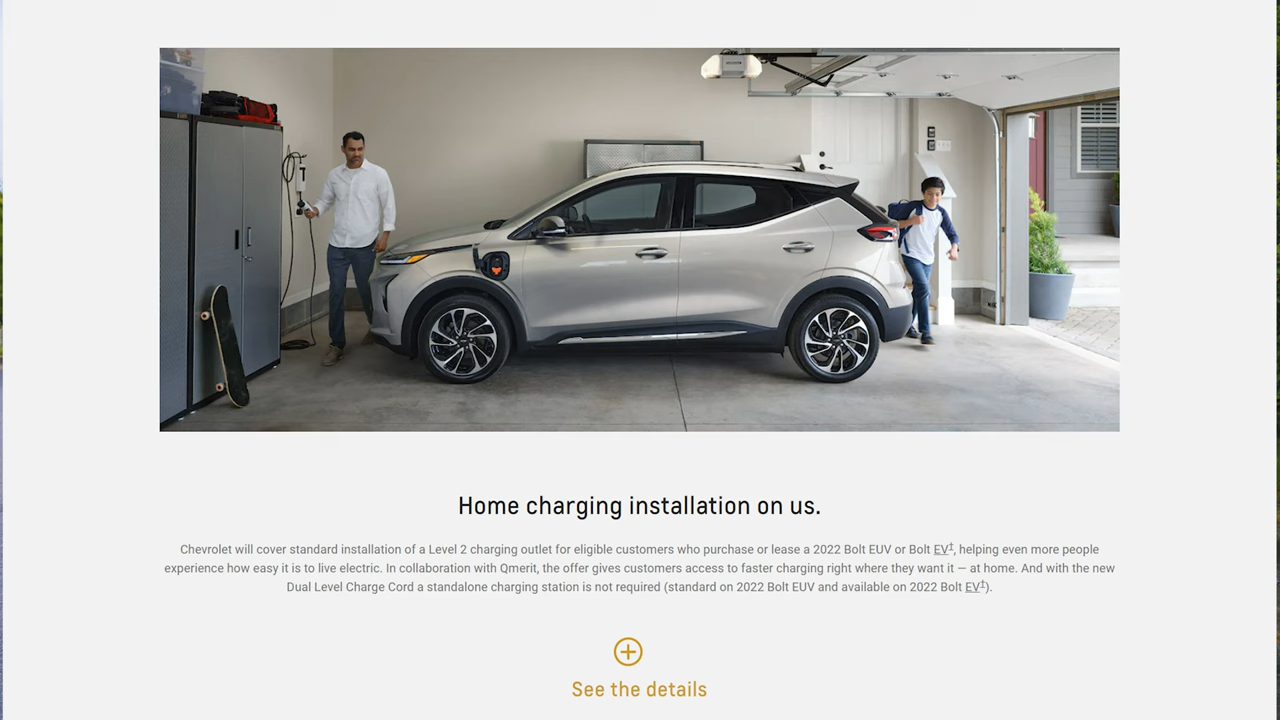 Home charging installation on us.
Chevrolet will cover standard installation of a Level 2 charging outlet for eligible customers who purchase or lease a 2022 Bolt EUV or Bolt EV‡, helping even more people
experience how easy it is to live electric. In collaboration with Qmerit, the offer gives customers access to faster charging right where they want it — at home. And with the new
Dual Level Charge Cord a standalone charging station is not required (standard on 2022 Bolt EUV and available on 2022 Bolt EV‡).
See the details